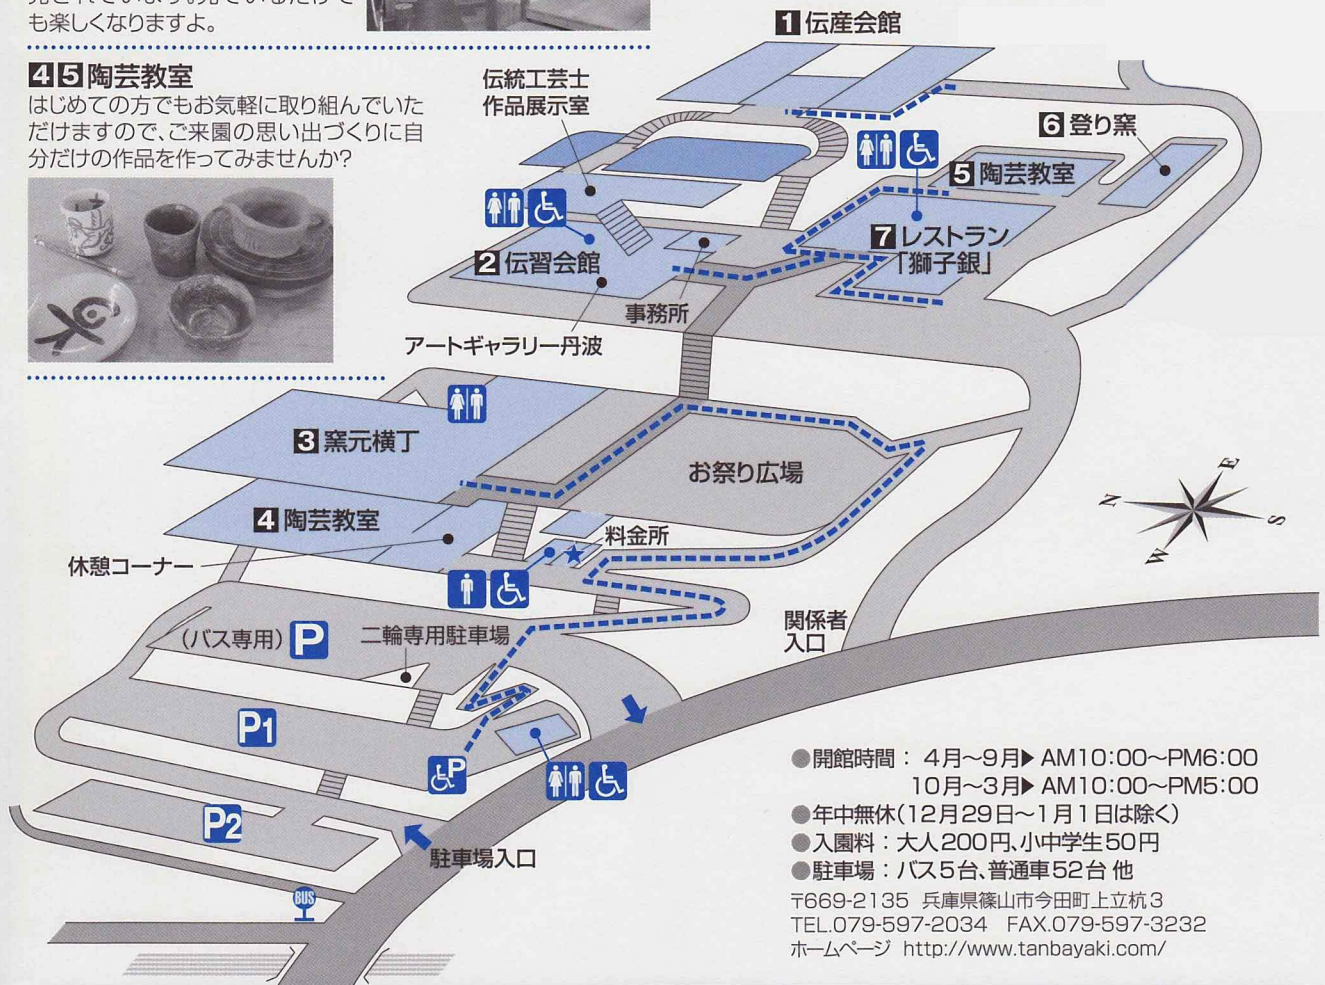 も楽しくなりますよ。
45陶芸教室
はじめての方でもお気軽に取り組んでいた
だけますので、ご来園の思い出づくりに自
分だけの作品を作ってみませんか?
1 伝産会館
伝統工芸士
作品展示室
6 登り窯
5 陶芸教室
7 レストラン
「獅子銀」
2 伝習会館
事務所
アートギャラリー丹波
3 窯元横丁
お祭り広場
4 陶芸教室
料金所
休憩コーナー
N
E
S
W
関係者
入口
(バス専用) P
二輪専用駐車場
P1
P
P2
駐車場入口
BUS
●開館時間: 4月〜9月▶ AM10:00〜PM6:00
10月〜3月▶ AM10:00〜PM5:00
●年中無休(12月29日〜1月1日は除く)
●入園料:大人200円、小中学生50円
●駐車場:バス5台、普通車52台 他
〒669-2135 兵庫県篠山市今田町上立杭3
TEL.079-597-2034 FAX.079-597-3232
ホームページ http://www.tanbayaki.com/